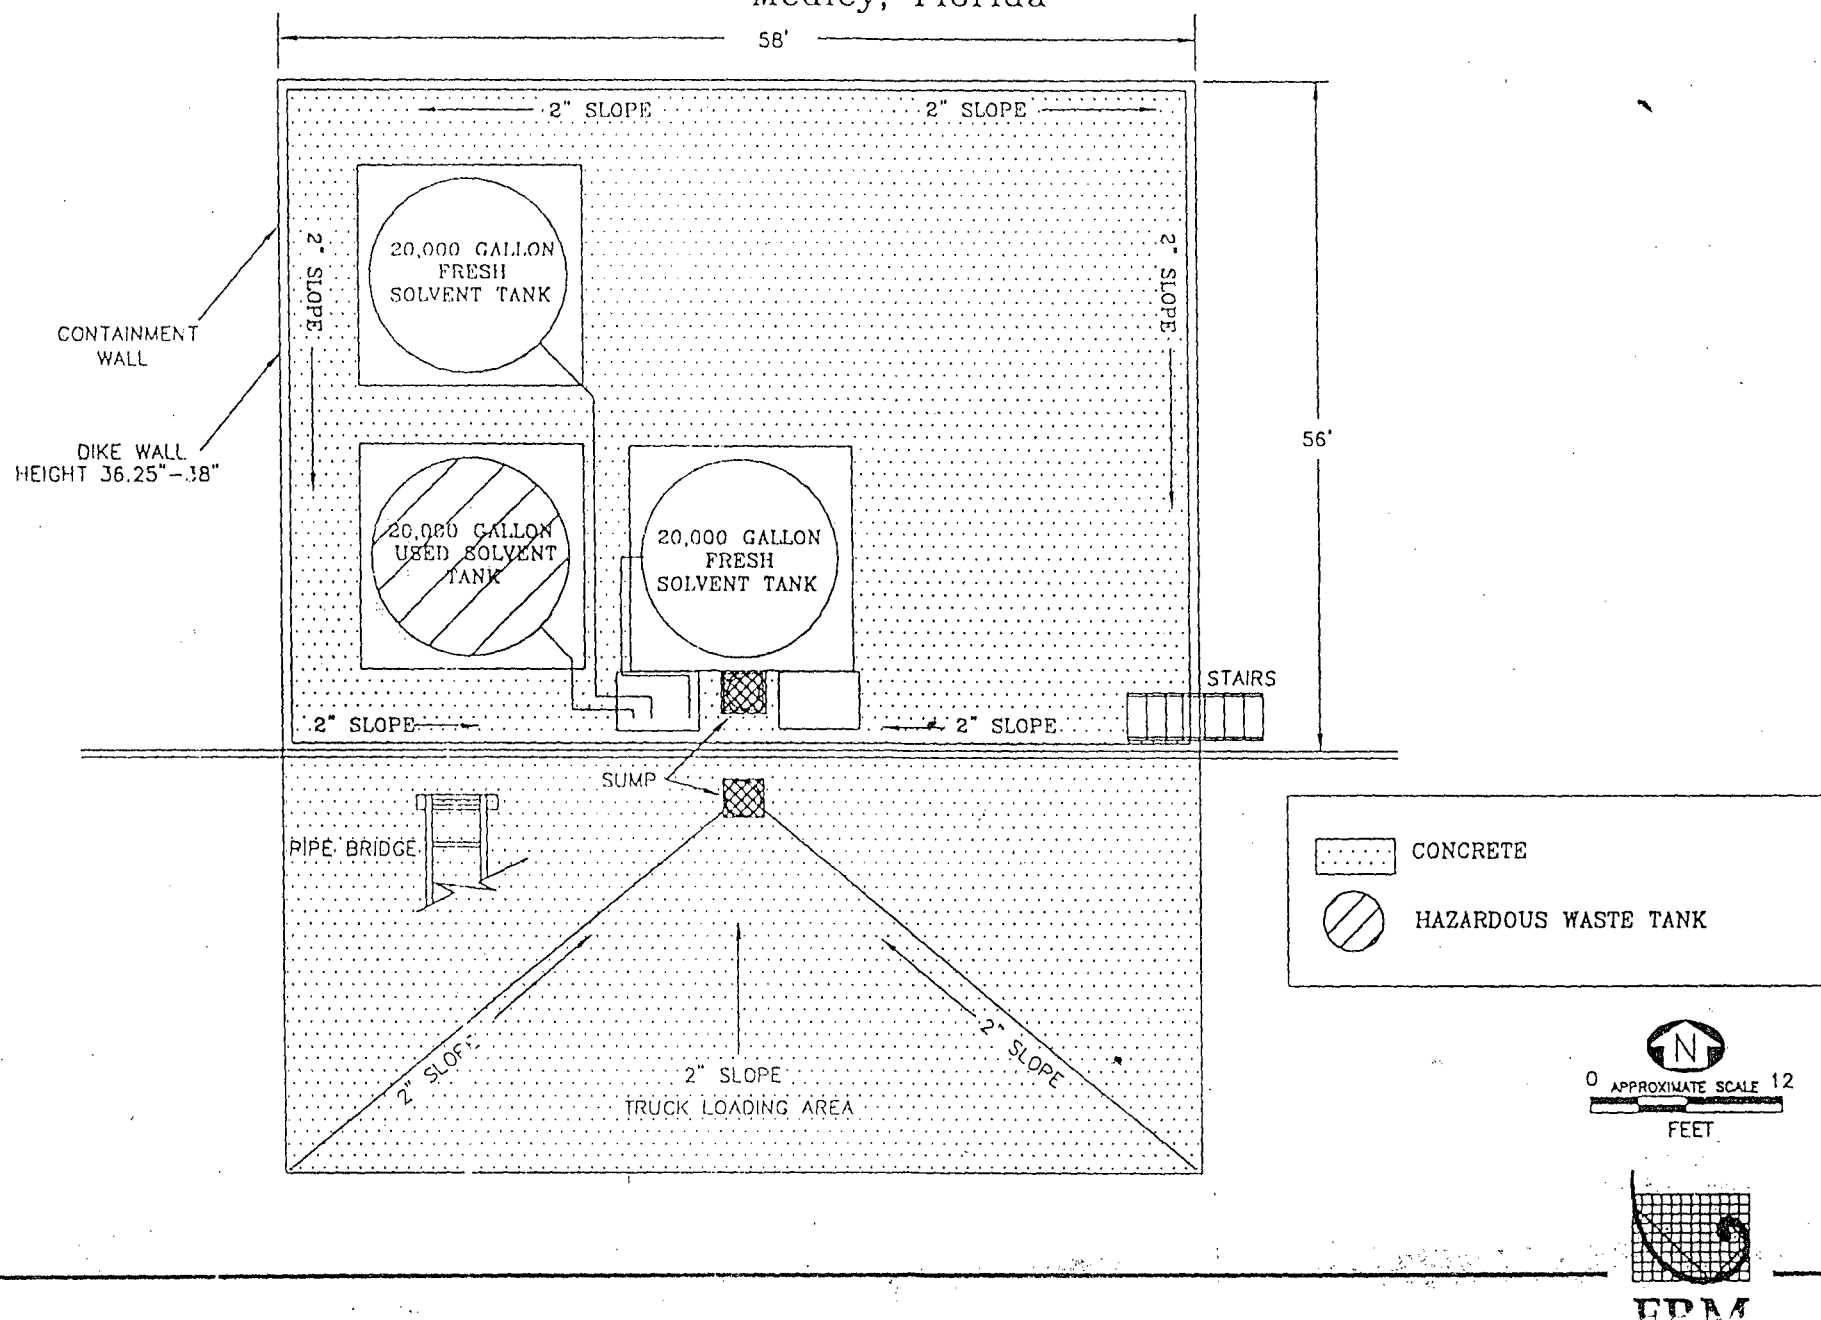 Medley, Florida
58'
2" SLOPE
2" SLOPE
20,000 GALLON
FRESH
SOLVENT TANK
2" SLOPE
2" SLOPE
CONTAINMENT
WALL
DIKE WALL
HEIGHT 36.25"-38"
56'
20,000 GALLON
USED SOLVENT
TANK
20,000 GALLON
FRESH
SOLVENT TANK
STAIRS
2" SLOPE
2" SLOPE
SUMP
PIPE BRIDGE
CONCRETE
HAZARDOUS WASTE TANK
2" SLOPE
2" SLOPE
2" SLOPE
TRUCK LOADING AREA
N
0 APPROXIMATE SCALE 12
FEET
ERM